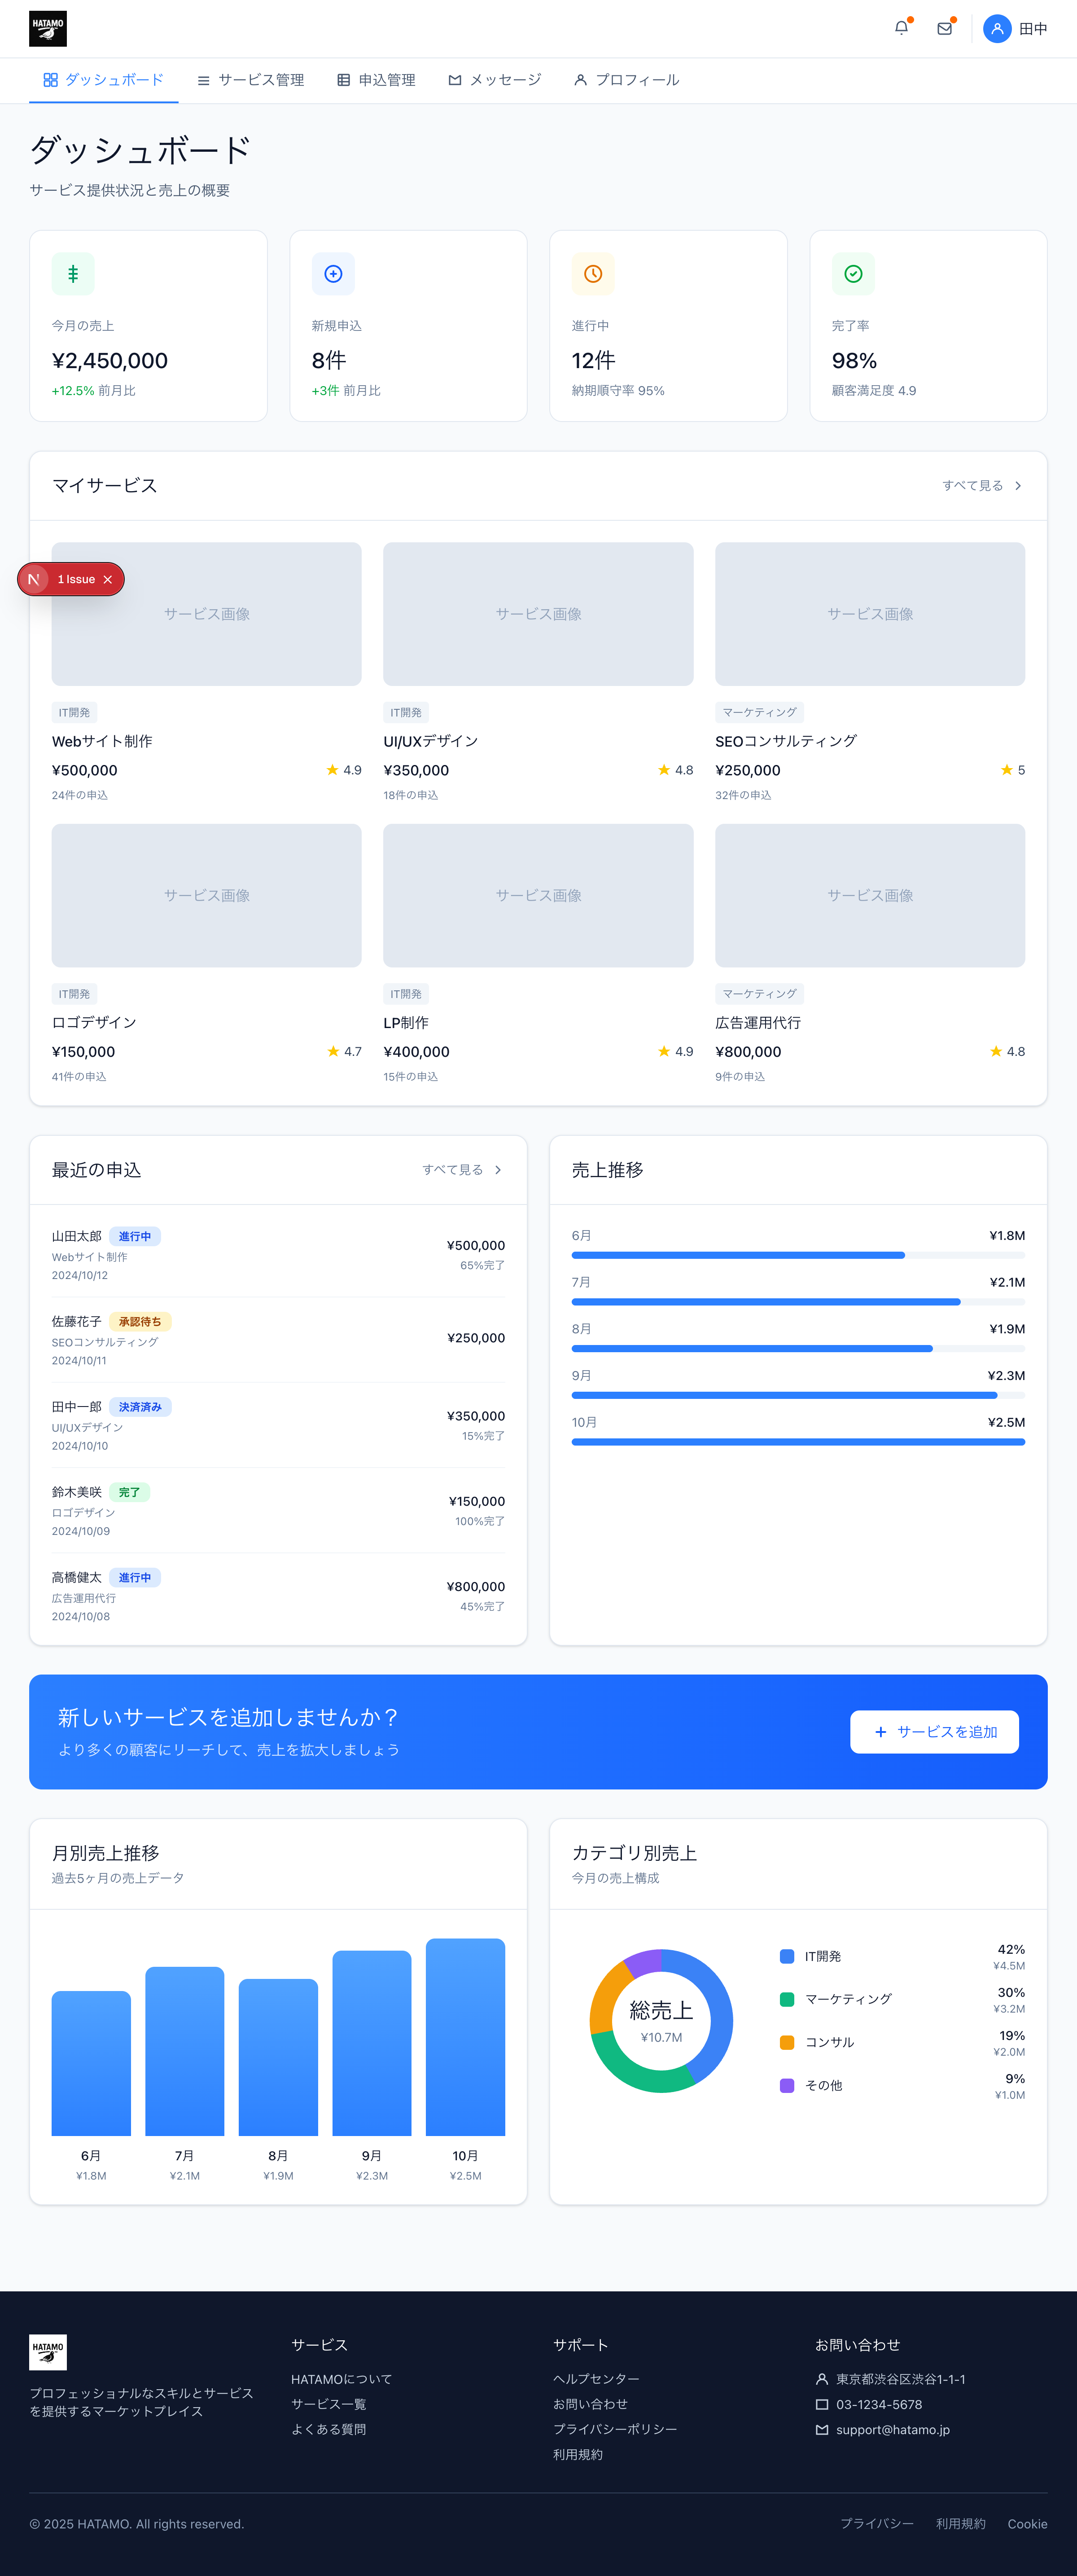 HATAMO
田中
ダッシュボード
サービス管理
申込管理
メッセージ
プロフィール
ダッシュボード
サービス提供状況と売上の概要
今月の売上
¥2,450,000
+12.5% 前月比
新規申込
8件
+3件 前月比
進行中
12件
納期順守率 95%
完了率
98%
顧客満足度 4.9
マイサービス
すべて見る
N 1 Issue
サービス画像
サービス画像
サービス画像
IT開発
Webサイト制作
¥500,000
★ 4.9
24件の申込
IT開発
UI/UXデザイン
¥350,000
★ 4.8
18件の申込
マーケティング
SEOコンサルティング
¥250,000
★ 5
32件の申込
サービス画像
サービス画像
サービス画像
IT開発
ロゴデザイン
¥150,000
★ 4.7
41件の申込
IT開発
LP制作
¥400,000
★ 4.9
15件の申込
マーケティング
広告運用代行
¥800,000
★ 4.8
9件の申込
最近の申込
すべて見る
山田太郎 進行中
Webサイト制作
2024/10/12
¥500,000
65%完了
佐藤花子 承認待ち
SEOコンサルティング
2024/10/11
¥250,000
田中一郎 決済済み
UI/UXデザイン
2024/10/10
¥350,000
15%完了
鈴木美咲 完了
ロゴデザイン
2024/10/09
¥150,000
100%完了
高橋健太 進行中
広告運用代行
2024/10/08
¥800,000
45%完了
売上推移
6月 ¥1.8M
7月 ¥2.1M
8月 ¥1.9M
9月 ¥2.3M
10月 ¥2.5M
新しいサービスを追加しませんか？
より多くの顧客にリーチして、売上を拡大しましょう
サービスを追加
月別売上推移
過去5ヶ月の売上データ
6月
¥1.8M
7月
¥2.1M
8月
¥1.9M
9月
¥2.3M
10月
¥2.5M
カテゴリ別売上
今月の売上構成
総売上
¥10.7M
IT開発
42%
¥4.5M
マーケティング
30%
¥3.2M
コンサル
19%
¥2.0M
その他
9%
¥1.0M
HATAMO
プロフェッショナルなスキルとサービス
を提供するマーケットプレイス
サービス
HATAMOについて
サービス一覧
よくある質問
サポート
ヘルプセンター
お問い合わせ
プライバシーポリシー
利用規約
お問い合わせ
東京都渋谷区渋谷1-1-1
03-1234-5678
support@hatamo.jp
© 2025 HATAMO. All rights reserved.
プライバシー
利用規約
Cookie